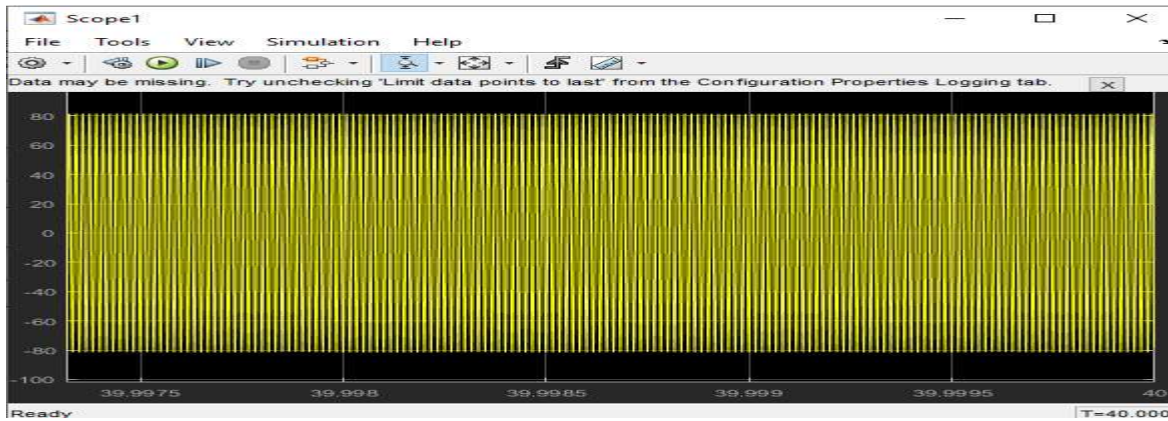 Scope1
File Tools View Simulation Help
Data may be missing. Try unchecking 'Limit data points to last' from the Configuration Properties Logging tab.
80
60
40
20
0
-20
-40
-60
-80
-100
39.9975 39.998 39.9985 39.999 39.9995 40
Ready T=40.000